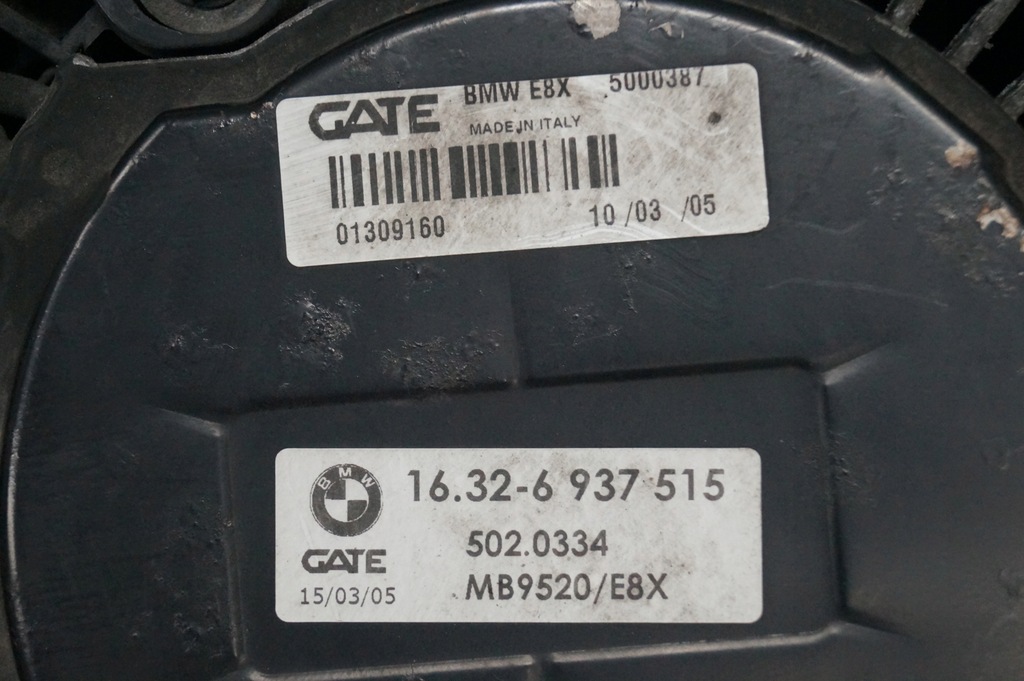 GATE BMW E8X 5000387
MADE IN ITALY
01309160 10/03/05
BMW 16.32-6 937 515
GATE 502.0334
15/03/05 MB9520/E8X